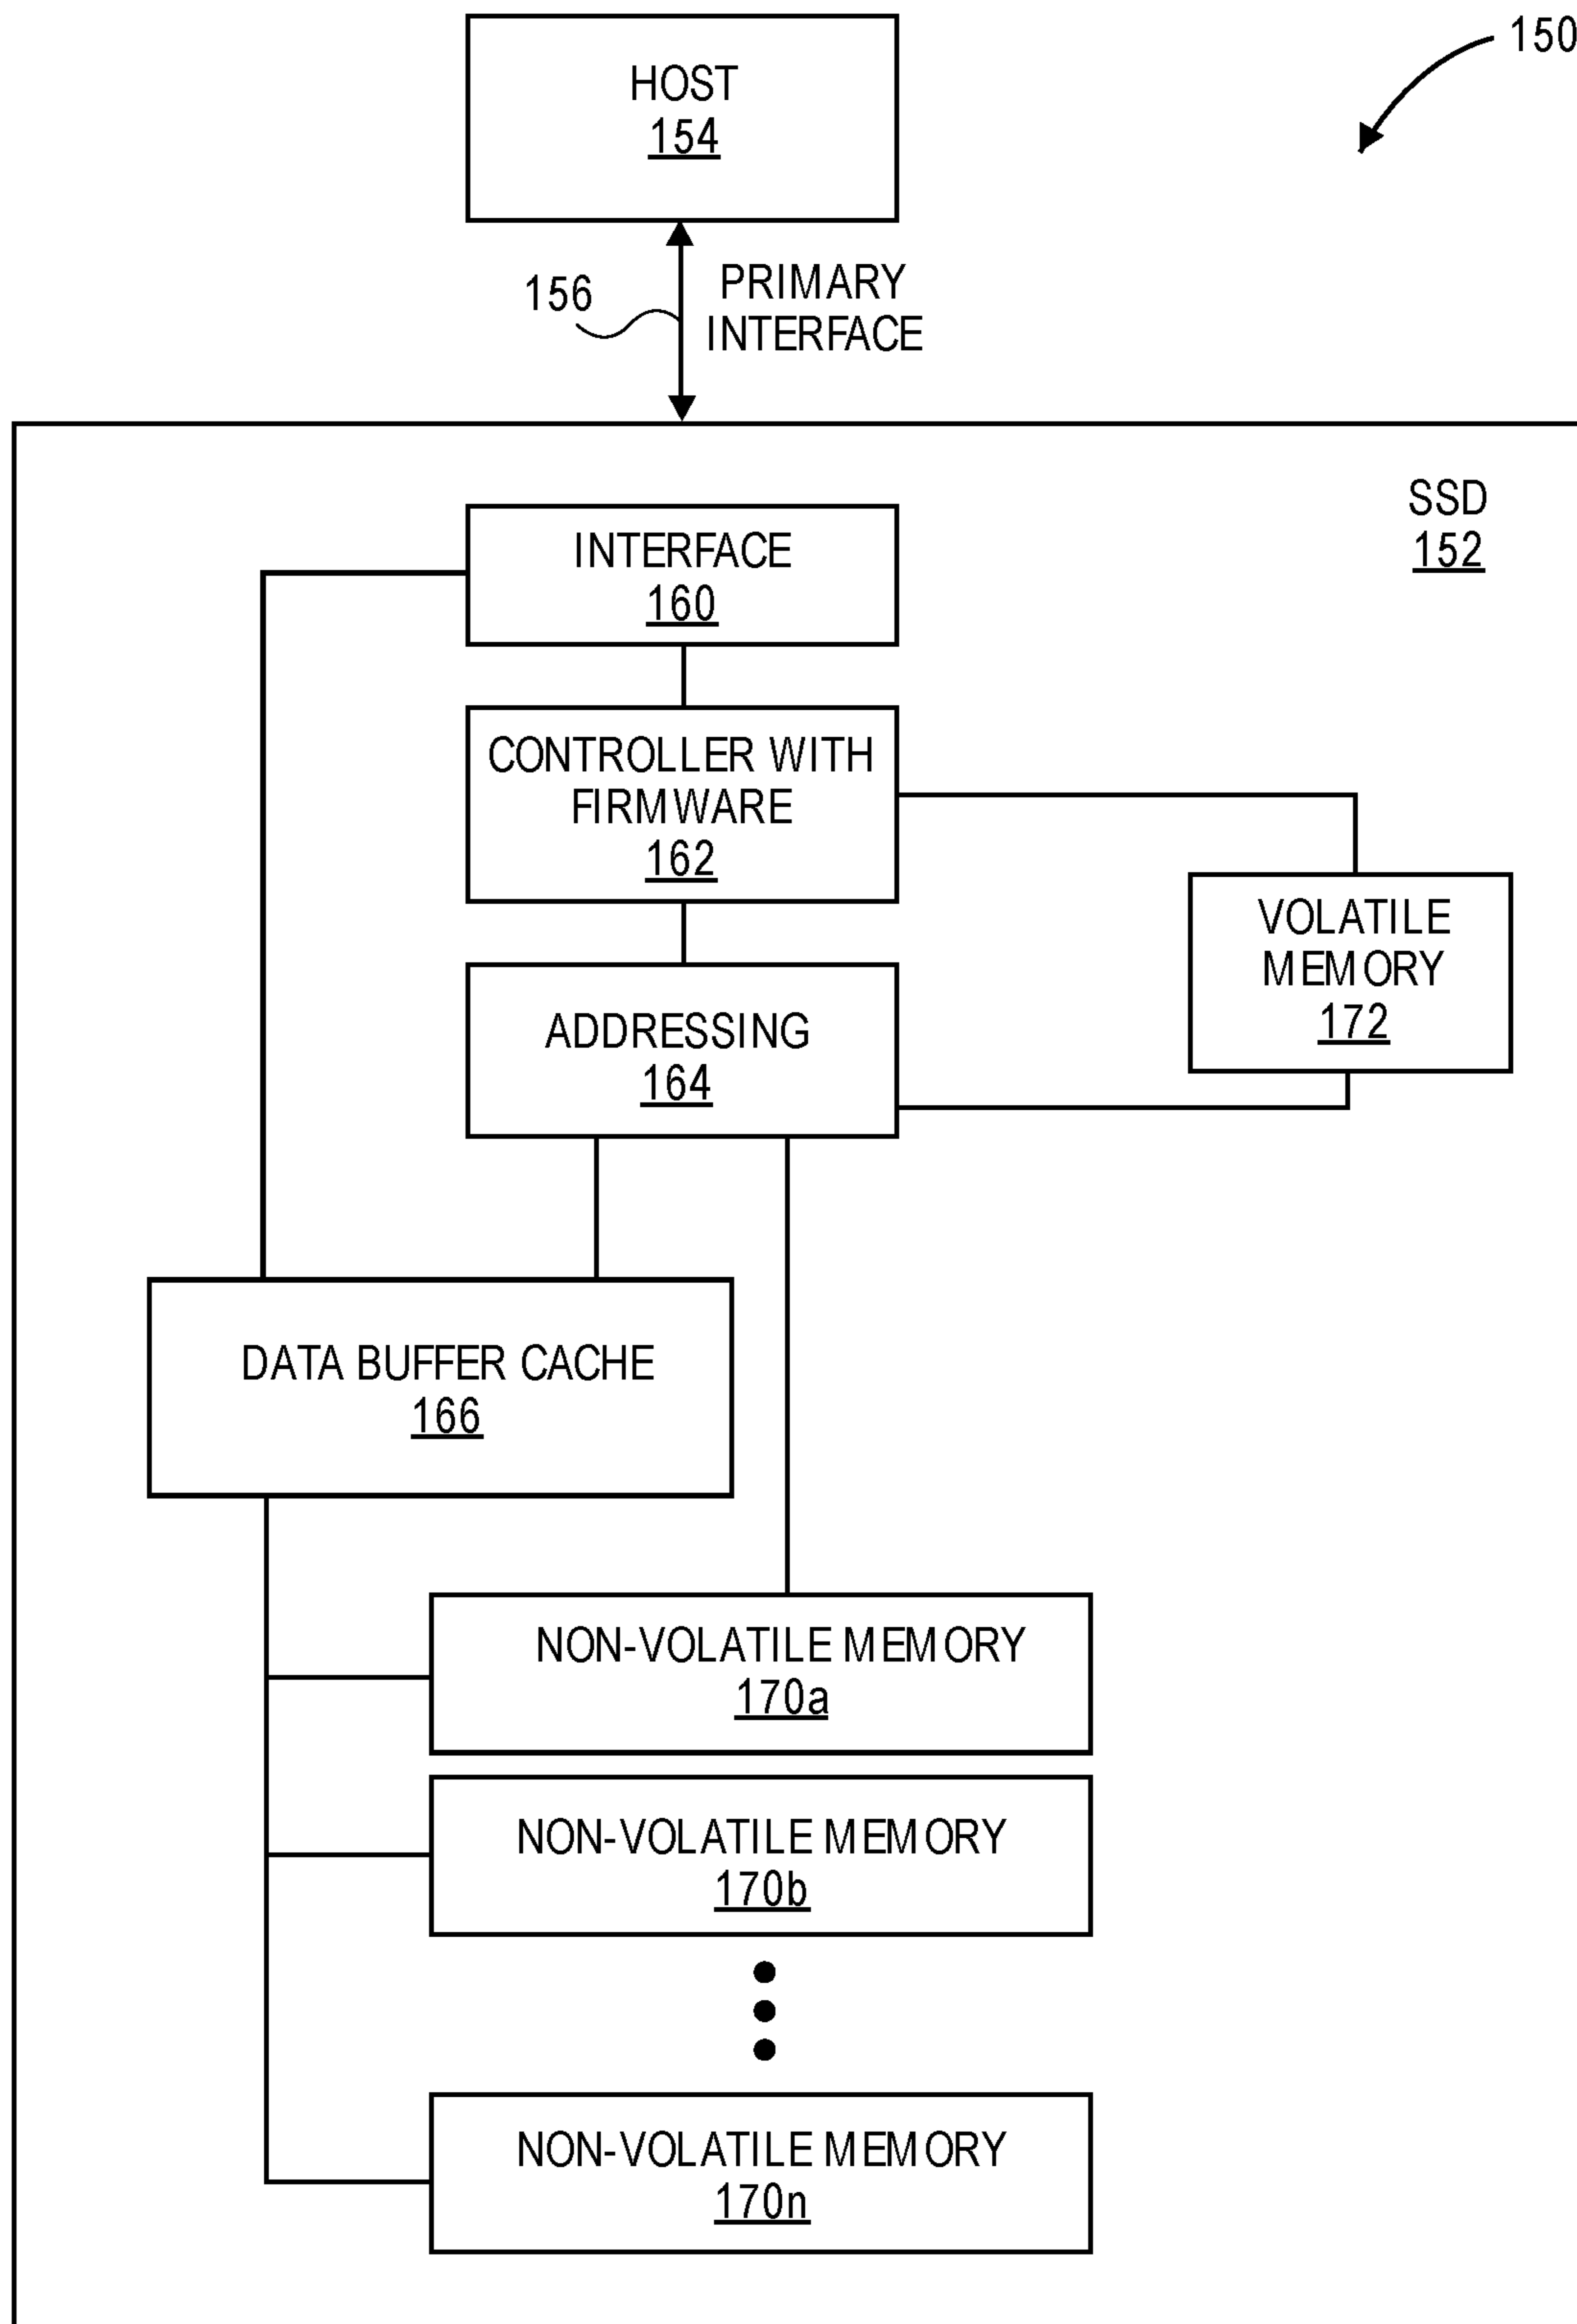 150
HOST
154
156
PRIMARY
INTERFACE
SSD
152
INTERFACE
160
CONTROLLER WITH
FIRMWARE
162
VOLATILE
MEMORY
172
ADDRESSING
164
DATA BUFFER CACHE
166
NON-VOLATILE MEMORY
170a
NON-VOLATILE MEMORY
170b
NON-VOLATILE MEMORY
170n